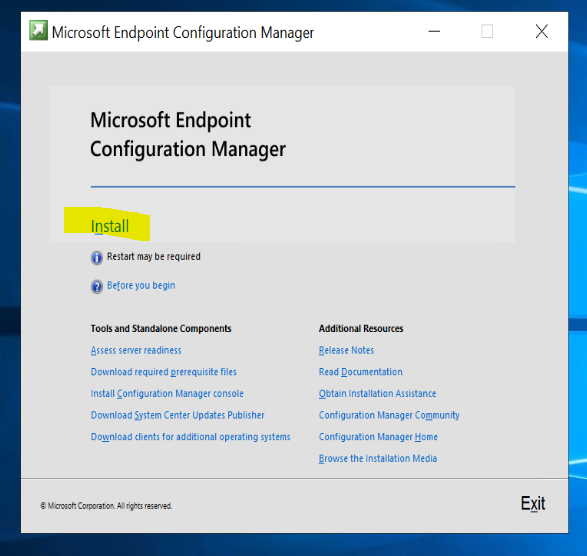 Microsoft Endpoint Configuration Manager
Microsoft Endpoint
Configuration Manager
Install
Restart may be required
Before you begin
Tools and Standalone Components
Assess server readiness
Download required prerequisite files
Install Configuration Manager console
Download System Center Updates Publisher
Download clients for additional operating systems
Additional Resources
Release Notes
Read Documentation
Obtain Installation Assistance
Configuration Manager Community
Configuration Manager Home
Browse the Installation Media
© Microsoft Corporation. All rights reserved.
Exit